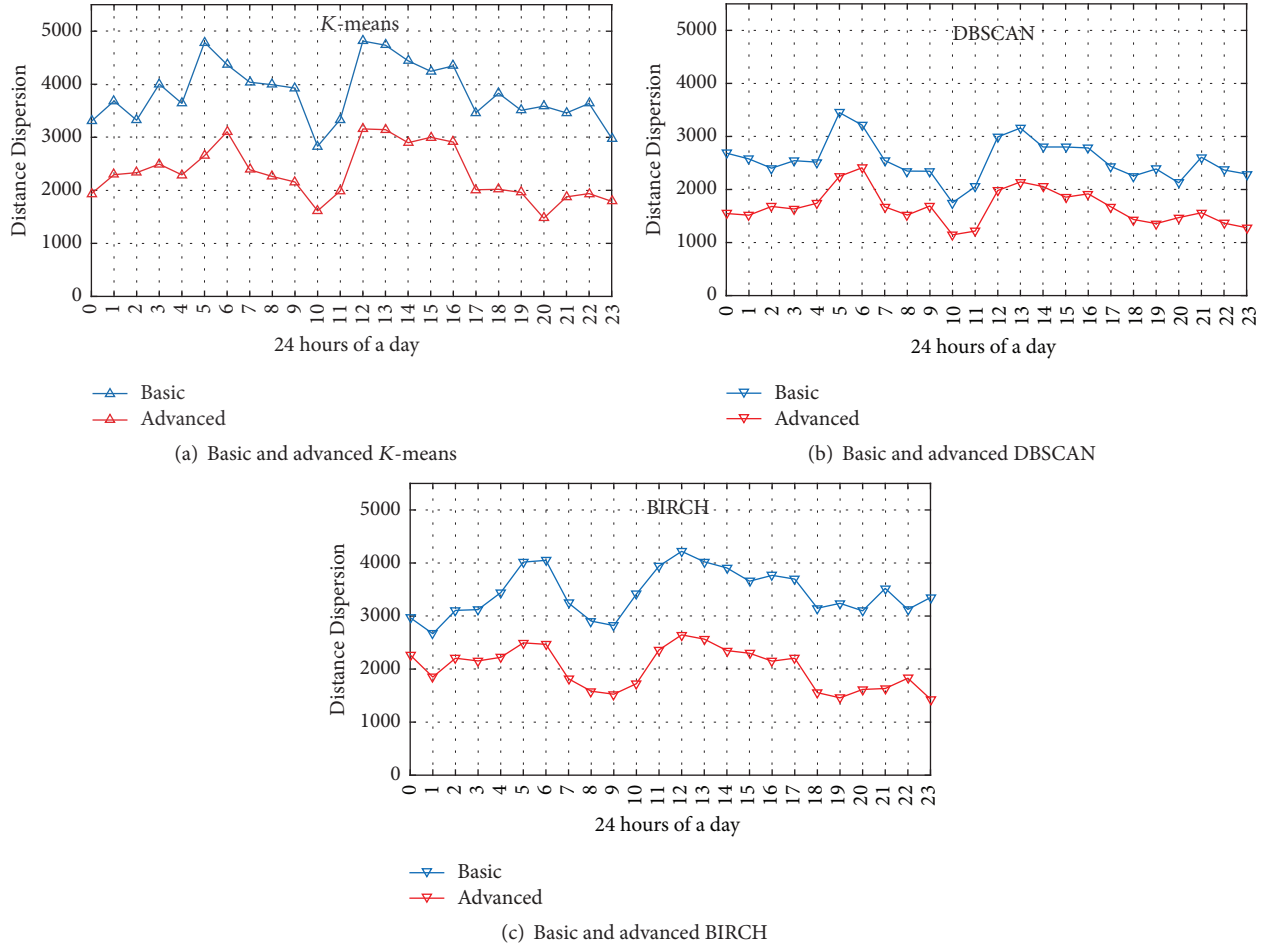 K-means
5000
4000
3000
2000
1000
0
Distance Dispersion
0 1 2 3 4 5 6 7 8 9 10 11 12 13 14 15 16 17 18 19 20 21 22 23
24 hours of a day
Basic
Advanced
(a) Basic and advanced K-means
DBSCAN
5000
4000
3000
2000
1000
0
Distance Dispersion
0 1 2 3 4 5 6 7 8 9 10 11 12 13 14 15 16 17 18 19 20 21 22 23
24 hours of a day
Basic
Advanced
(b) Basic and advanced DBSCAN
BIRCH
5000
4000
3000
2000
1000
0
Distance Dispersion
0 1 2 3 4 5 6 7 8 9 10 11 12 13 14 15 16 17 18 19 20 21 22 23
24 hours of a day
Basic
Advanced
(c) Basic and advanced BIRCH